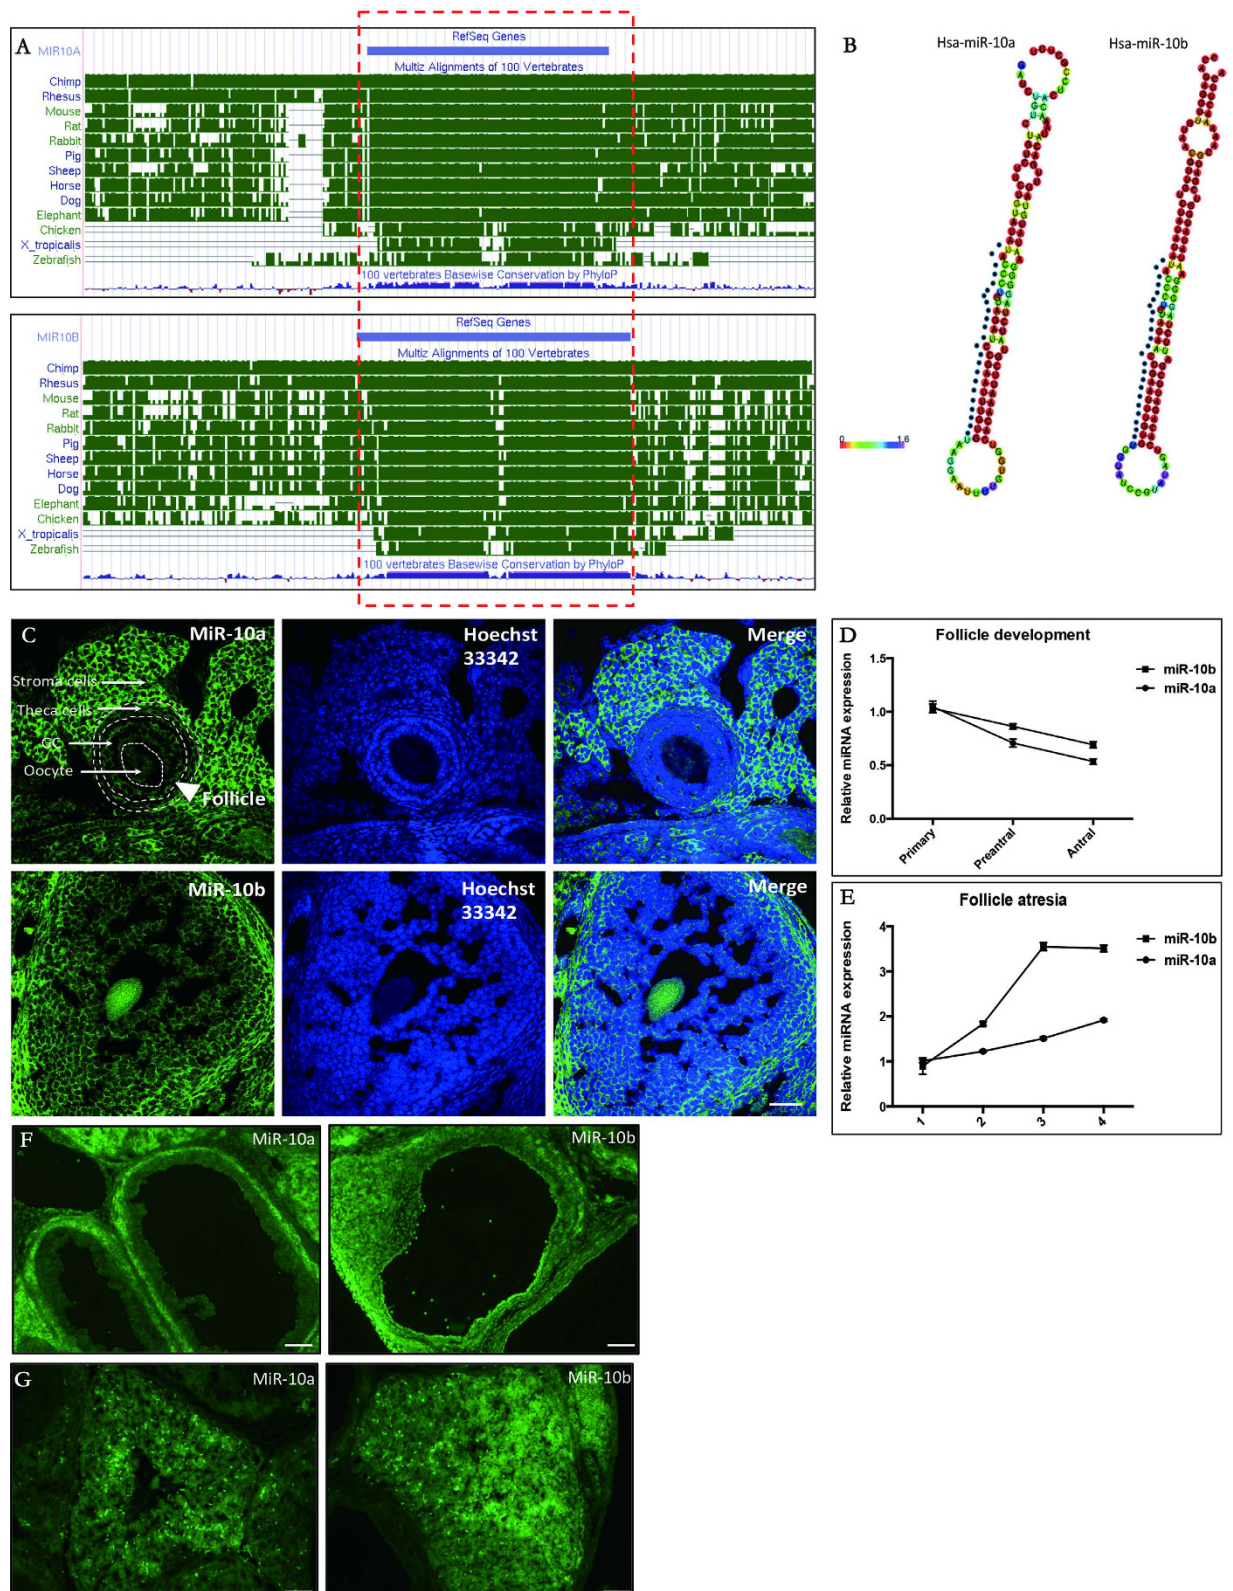 A
RefSeq Genes
MIR10A
Multiz Alignments of 100 Vertebrates
Chimp
Rhesus
Mouse
Rat
Rabbit
Pig
Sheep
Horse
Dog
Elephant
Chicken
X_tropicalis
Zebrafish
100 vertebrates Basewise Conservation by PhyloP
RefSeq Genes
MIR10B
Multiz Alignments of 100 Vertebrates
Chimp
Rhesus
Mouse
Rat
Rabbit
Pig
Sheep
Horse
Dog
Elephant
Chicken
X_tropicalis
Zebrafish
100 vertebrates Basewise Conservation by PhyloP
B
Hsa-miR-10a
Hsa-miR-10b
0 1.6
C
MiR-10a
Stroma cells
Theca cells
GC
Oocyte
Follicle
Hoechst
33342
Merge
MiR-10b
Hoechst
33342
Merge
D
Follicle development
Relative miRNA expression
1.5
1.0
0.5
0.0
Primary
Preantral
Antral
miR-10b
miR-10a
E
Follicle atresia
Relative miRNA expression
4
3
2
1
0
1
2
3
4
miR-10b
miR-10a
F
MiR-10a
MiR-10b
G
MiR-10a
MiR-10b